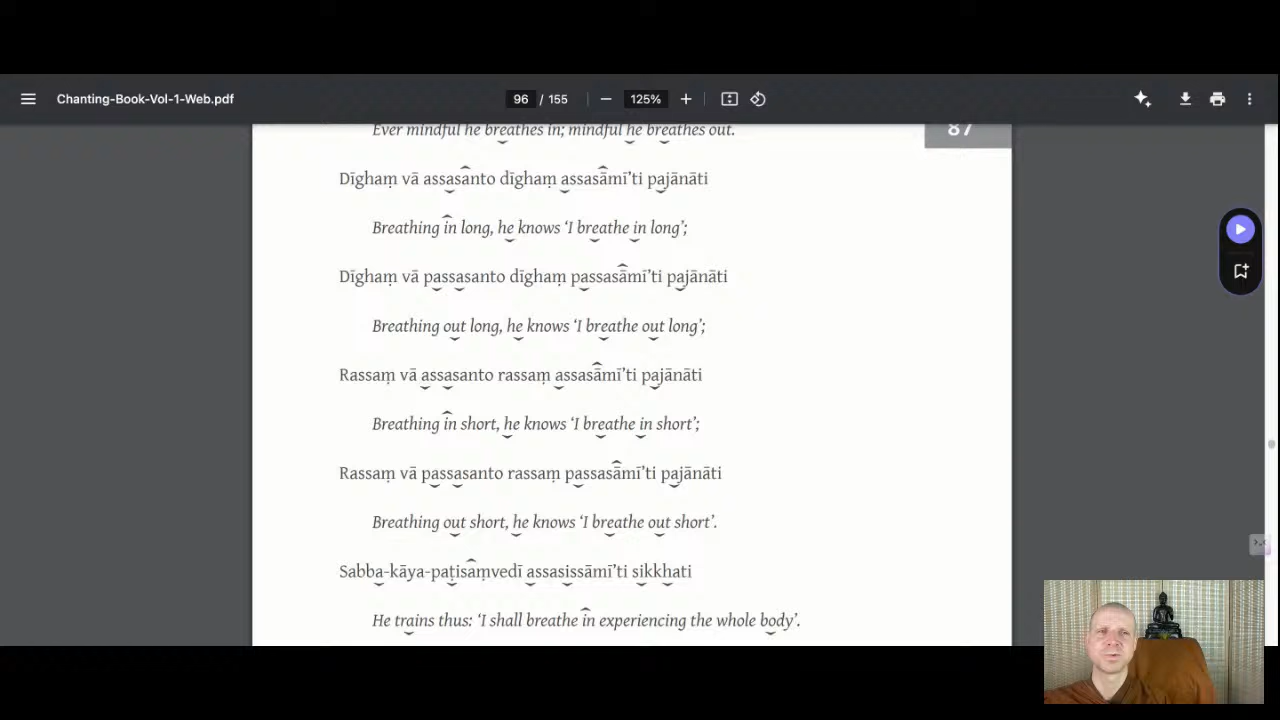 Chanting-Book-Vol-1-Web.pdf
96 / 155
125%
Ever mindful he breathes in; mindful he breathes out.
87
Dīghaṃ vā assasanto dīghaṃ assasāmī’ti pajānāti
Breathing in long, he knows ‘I breathe in long’;
Dīghaṃ vā passasanto dīghaṃ passasāmī’ti pajānāti
Breathing out long, he knows ‘I breathe out long’;
Rassaṃ vā assasanto rassaṃ assasāmī’ti pajānāti
Breathing in short, he knows ‘I breathe in short’;
Rassaṃ vā passasanto rassaṃ passasāmī’ti pajānāti
Breathing out short, he knows ‘I breathe out short’.
Sabba-kāya-paṭisaṃvedī assasissāmī’ti sikkhati
He trains thus: ‘I shall breathe in experiencing the whole body’.